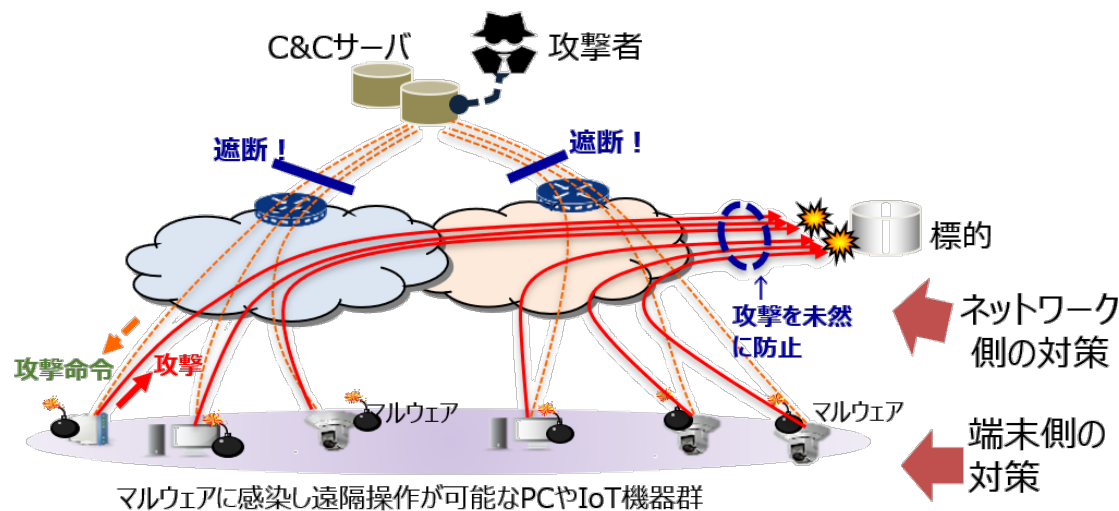 C&Cサーバ
攻撃者
遮断！
遮断！
標的
↑
攻撃を未然
に防止
ネットワーク
側の対策
攻撃命令
攻撃
マルウェア
マルウェア
端末側の
対策
マルウェアに感染し遠隔操作が可能なPCやIoT機器群